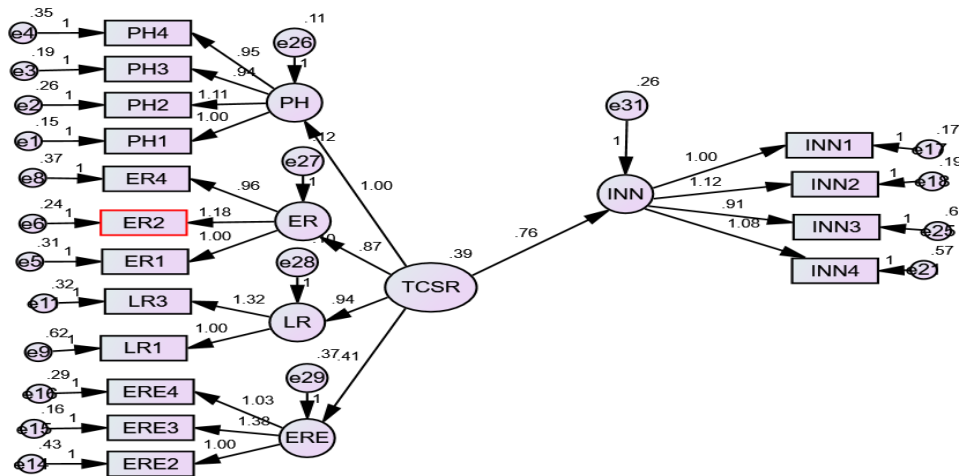 .35
e4 1 PH4
.95
.11
e26
1
.19
e3 1 PH3
.94
.26
e2 1 PH2
1.11
PH
.15
e1 1 PH1
1.00
.12
e27
1
.37
e8 1 ER4
.96
.24
e6 1 ER2
1.18
ER
.31
e5 1 ER1
1.00
.10
e28
1
.32
e11 1 LR3
1.32
LR
.62
e9 1 LR1
1.00
.37
e29
1
.29
e16 1 ERE4
1.03
.16
e15 1 ERE3
1.38
ERE
.43
e14 1 ERE2
1.00
1.00
.87
.94
.41
.39
TCSR
.76
.26
e31
1
INN
1.00
INN1 1 e17
.17
1.12
INN2 1 e18
.19
.91
INN3 1 e25
.6
1.08
INN4 1 e21
.57